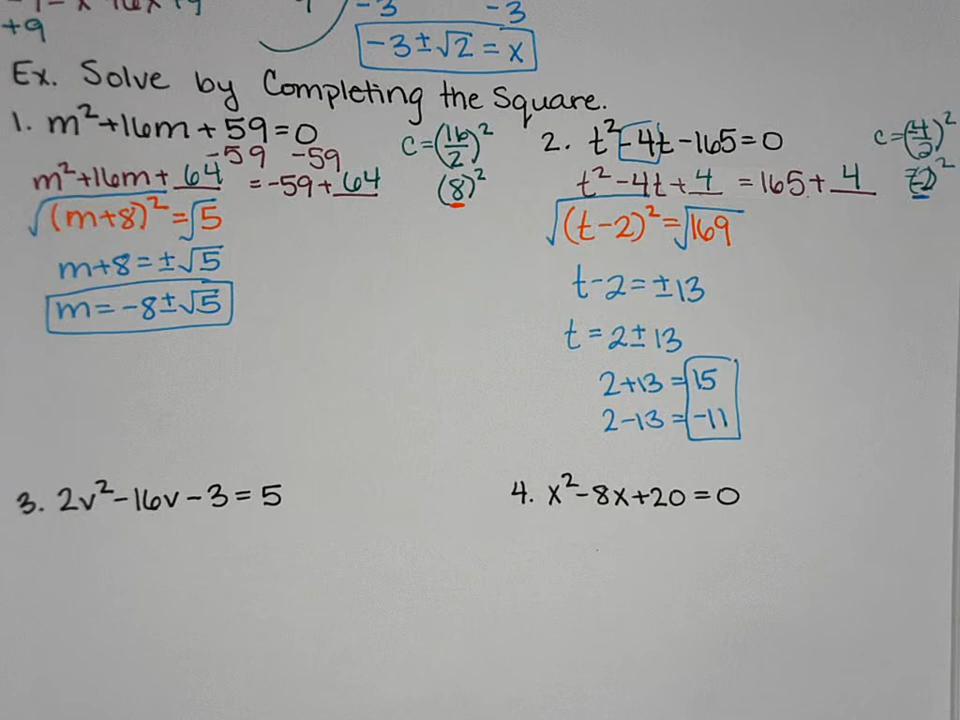 +9
-3 -3
-3 ± √2 = x
Ex. Solve by Completing the Square.
1. m² + 16m + 59 = 0
-59 -59
c = (16/2)²
(8)²
m² + 16m + 64 = -59 + 64
√(m+8)² = √5
m + 8 = ± √5
m = -8 ± √5
2. t² - 4t - 165 = 0
t² - 4t + 4 = 165 + 4
√(t-2)² = √169
t - 2 = ± 13
t = 2 ± 13
2 + 13 = 15
2 - 13 = -11
3. 2v² - 16v - 3 = 5
4. x² - 8x + 20 = 0